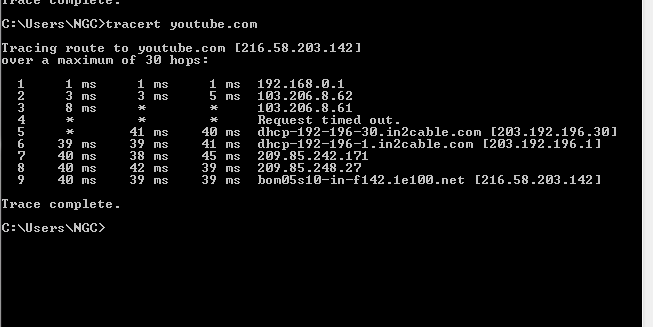 Trace complete.
C:\Users\NGC>tracert youtube.com
Tracing route to youtube.com [216.58.203.142]
over a maximum of 30 hops:
1 1 ms 1 ms 1 ms 192.168.0.1
2 3 ms 3 ms 5 ms 103.206.8.62
3 8 ms * * 103.206.8.61
4 * * * Request timed out.
5 * 41 ms 40 ms dhcp-192-196-30.in2cable.com [203.192.196.30]
6 39 ms 39 ms 41 ms dhcp-192-196-1.in2cable.com [203.192.196.1]
7 40 ms 38 ms 45 ms 209.85.242.171
8 40 ms 42 ms 39 ms 209.85.248.27
9 40 ms 39 ms 39 ms bom05s10-in-f142.1e100.net [216.58.203.142]
Trace complete.
C:\Users\NGC>